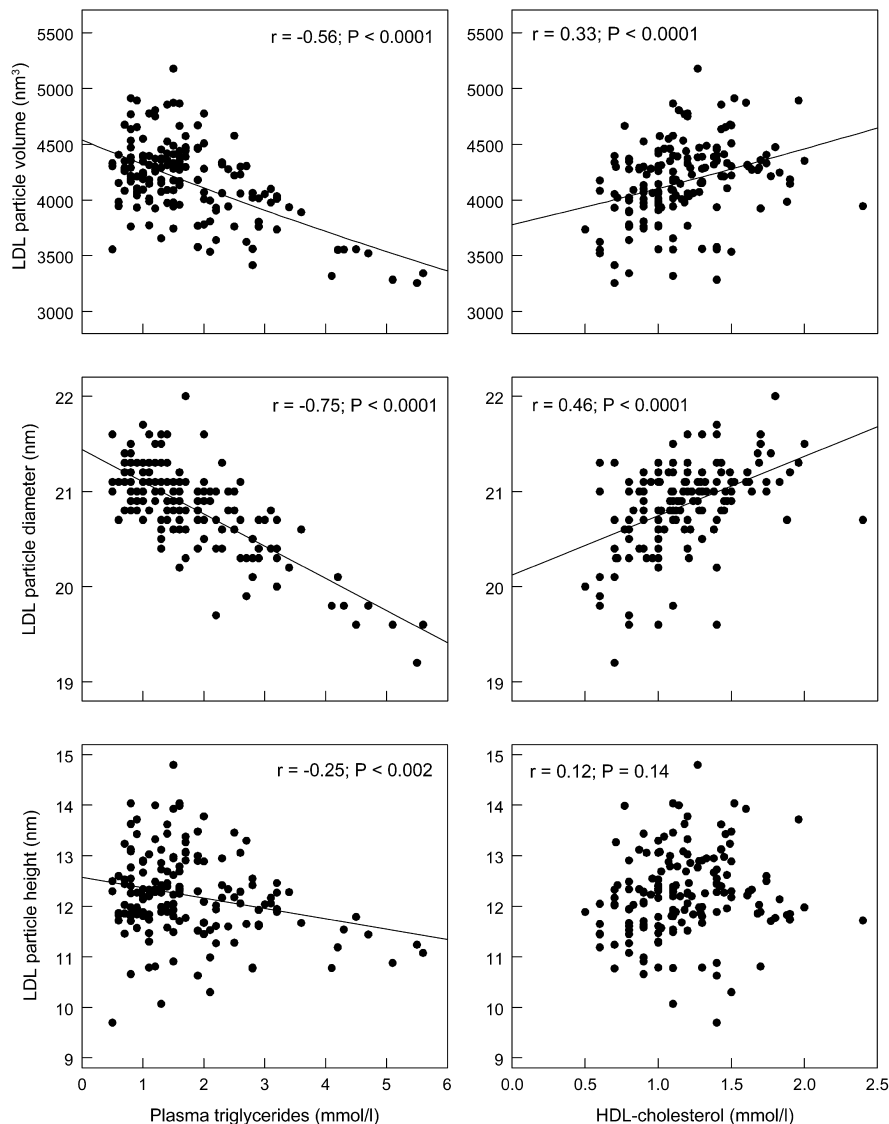 r = -0.56; P < 0.0001
r = 0.33; P < 0.0001
LDL particle volume (nm³)
5500
5000
4500
4000
3500
3000
5500
5000
4500
4000
3500
3000
r = -0.75; P < 0.0001
r = 0.46; P < 0.0001
LDL particle diameter (nm)
22
21
20
19
22
21
20
19
r = -0.25; P < 0.002
r = 0.12; P = 0.14
LDL particle height (nm)
15
14
13
12
11
10
9
15
14
13
12
11
10
9
0 1 2 3 4 5 6
0.0 0.5 1.0 1.5 2.0 2.5
Plasma triglycerides (mmol/l)
HDL-cholesterol (mmol/l)